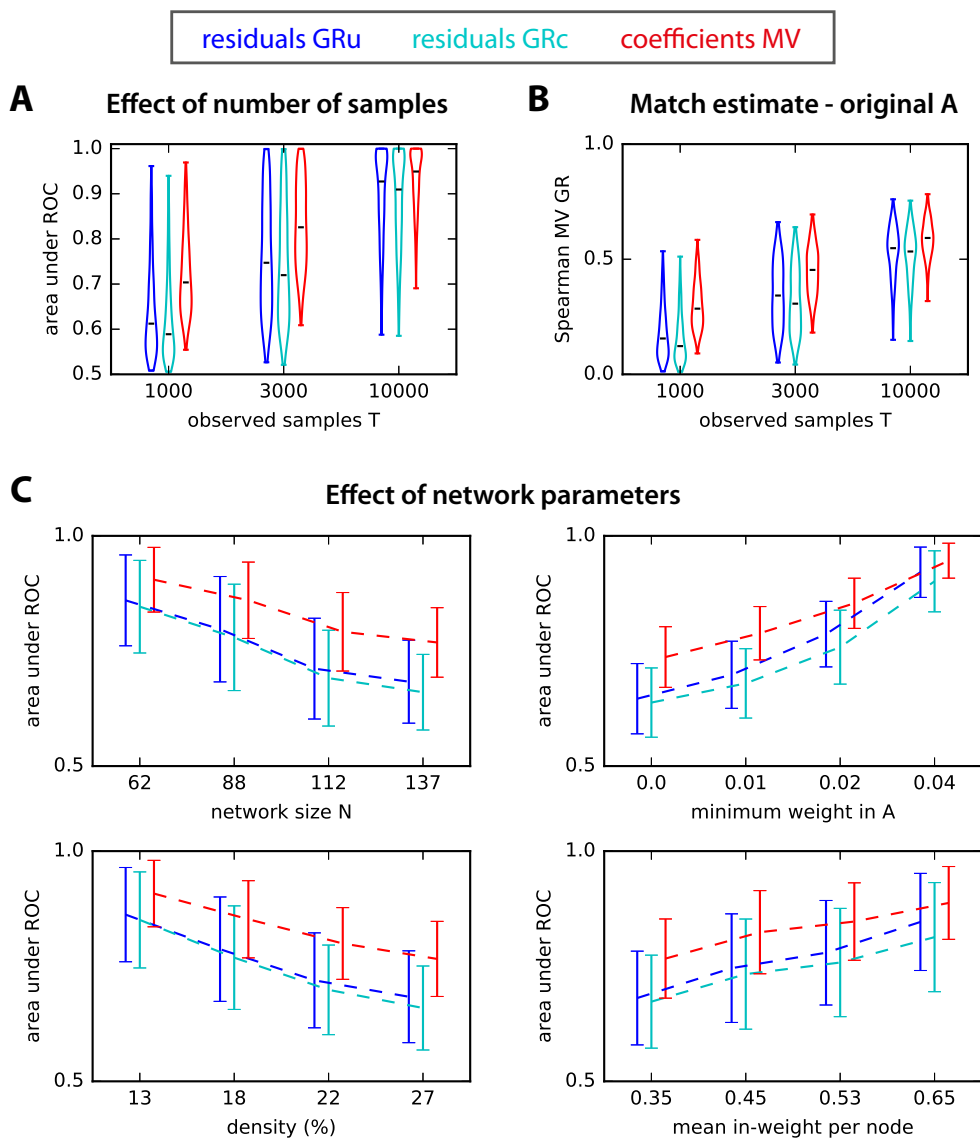 residuals GRu residuals GRc coefficients MV
A Effect of number of samples
1.0
0.9
0.8
0.7
0.6
0.5
area under ROC
1000 3000 10000
observed samples T
B Match estimate - original A
1.0
0.5
0.0
Spearman MV GR
1000 3000 10000
observed samples T
C Effect of network parameters
1.0
0.5
area under ROC
62 88 112 137
network size N
1.0
0.5
area under ROC
0.0 0.01 0.02 0.04
minimum weight in A
1.0
0.5
area under ROC
13 18 22 27
density (%)
1.0
0.5
area under ROC
0.35 0.45 0.53 0.65
mean in-weight per node